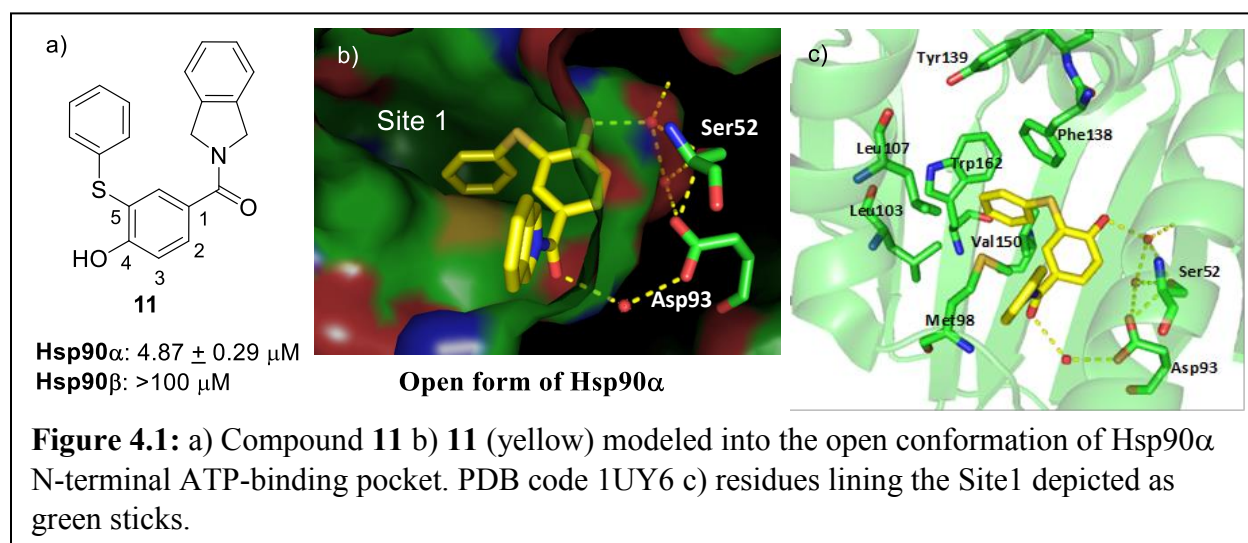 a)
N
S
5
1
O
4
2
HO
3
11
Hsp90α: 4.87 ± 0.29 μM
Hsp90β: >100 μM
b)
Site 1
Ser52
Asp93
Open form of Hsp90α
c)
Tyr139
Phe138
Leu107
Trp162
Leu103
Val150
Ser52
Met98
Asp93
Figure 4.1: a) Compound 11 b) 11 (yellow) modeled into the open conformation of Hsp90α
N-terminal ATP-binding pocket. PDB code 1UY6 c) residues lining the Site1 depicted as
green sticks.